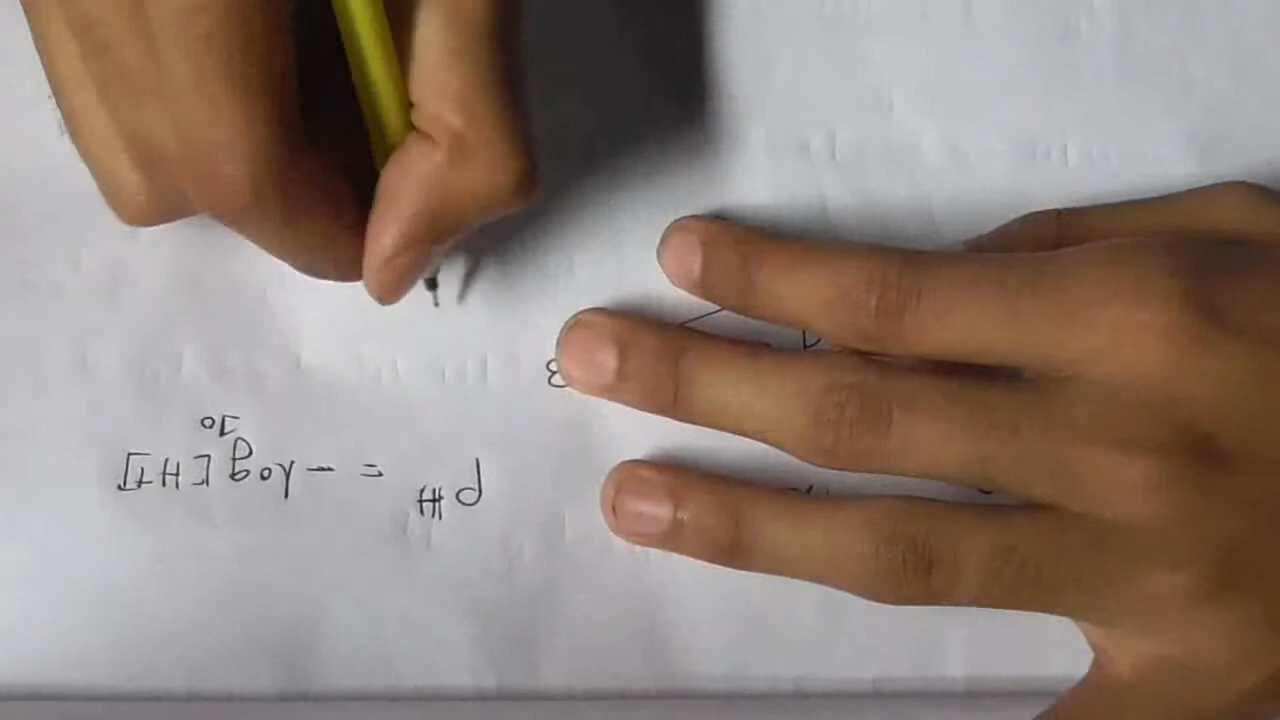 pH = - log₁₀ [H+]
B